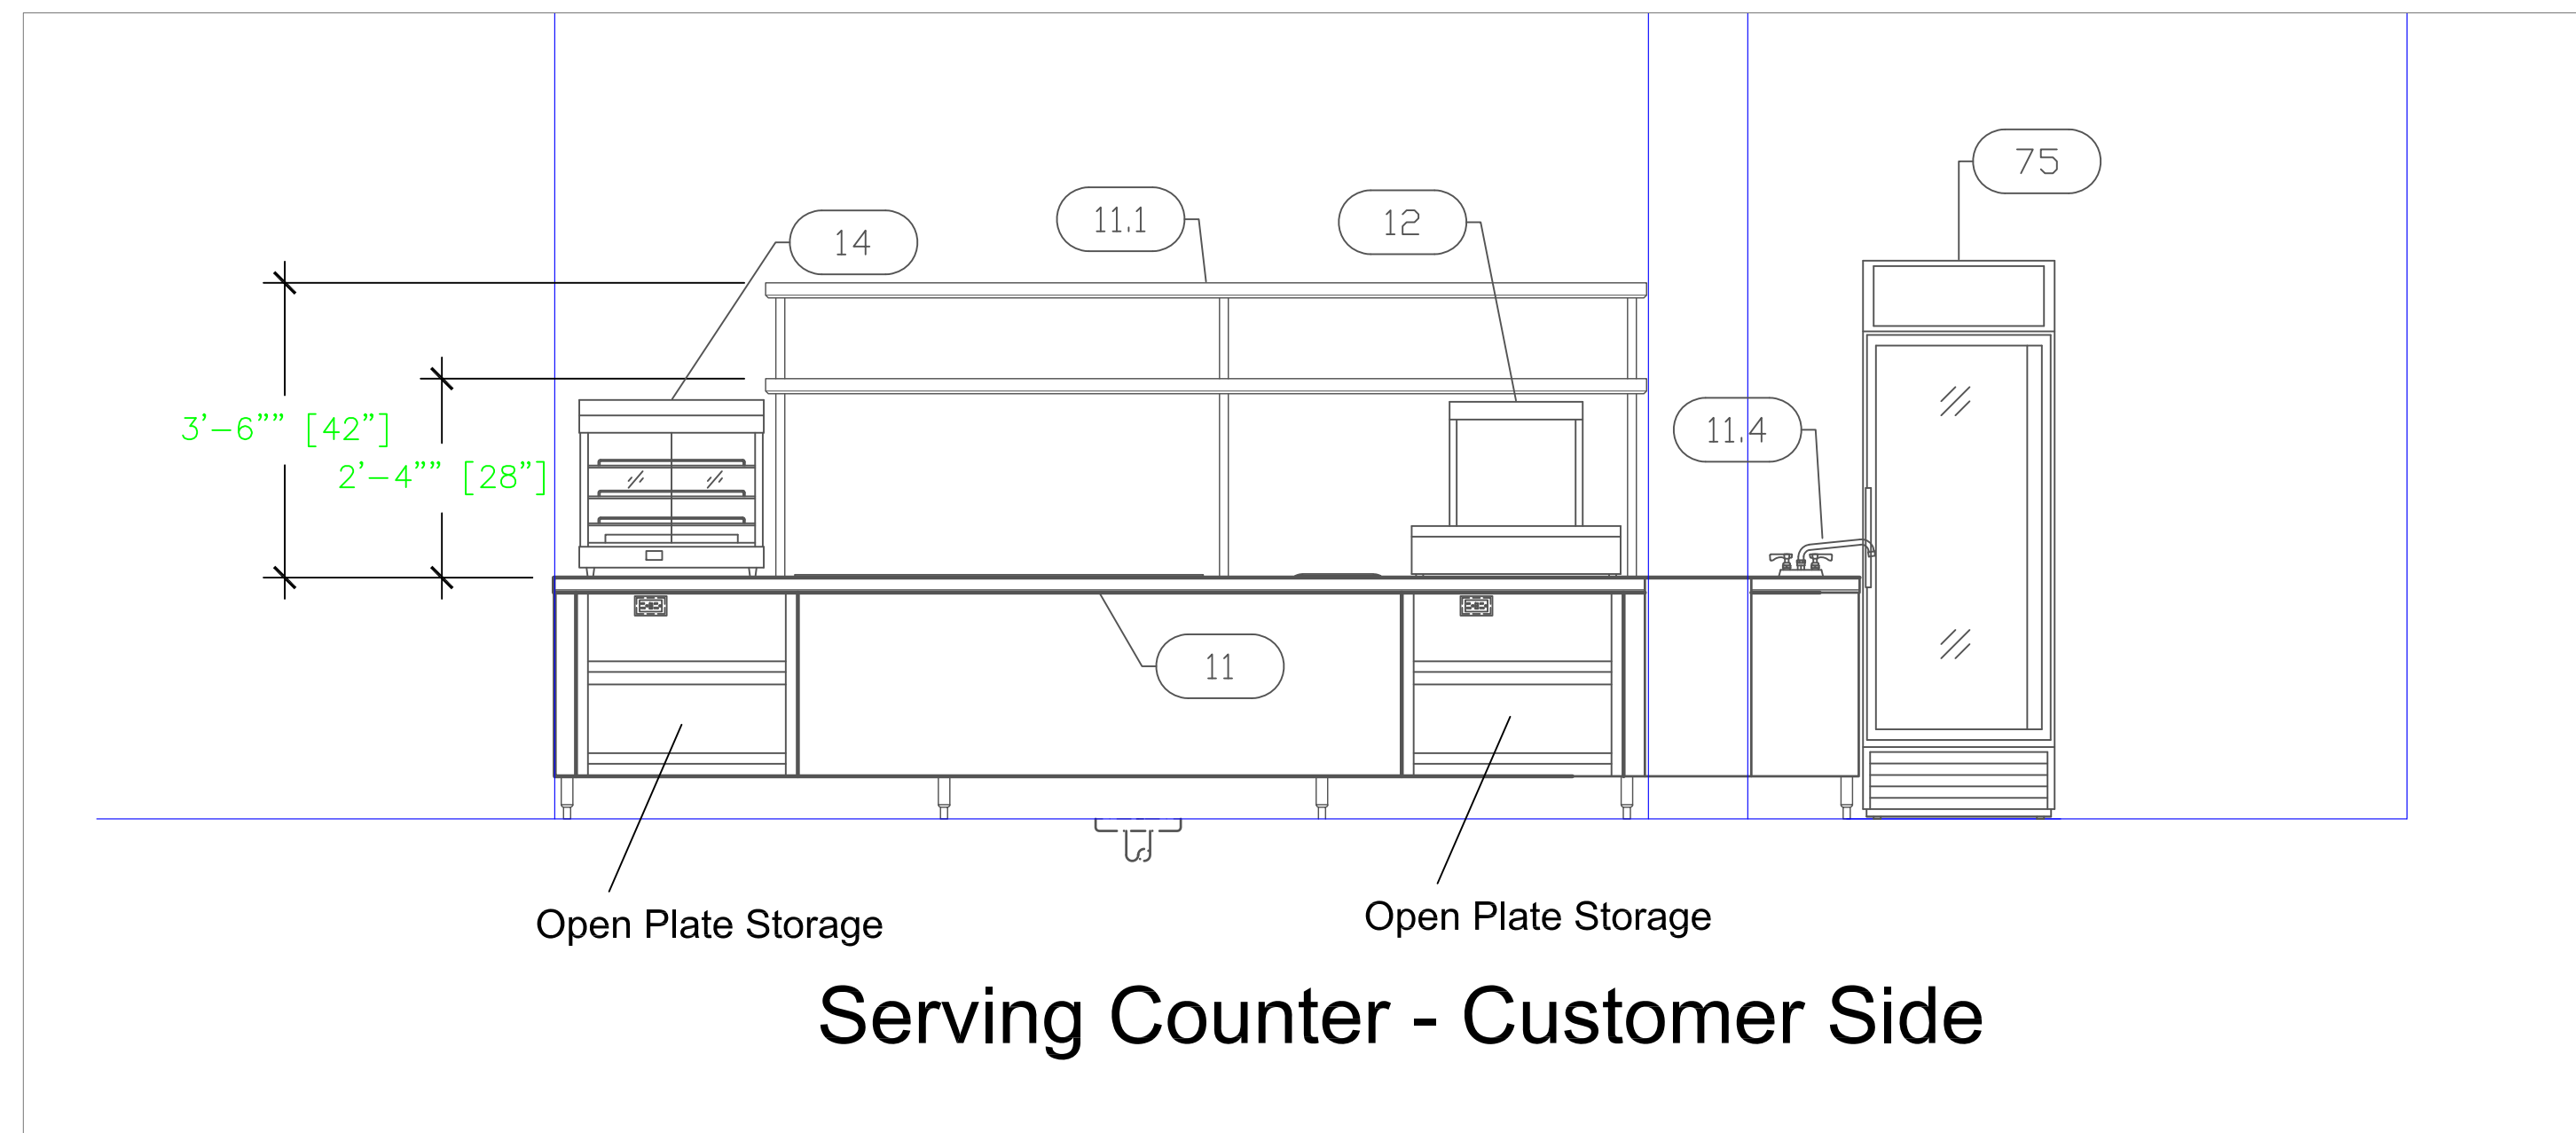 75
11.1
12
14
3'-6"" [42"]
11.4
2'-4"" [28"]
11
Open Plate Storage
Open Plate Storage
Serving Counter - Customer Side